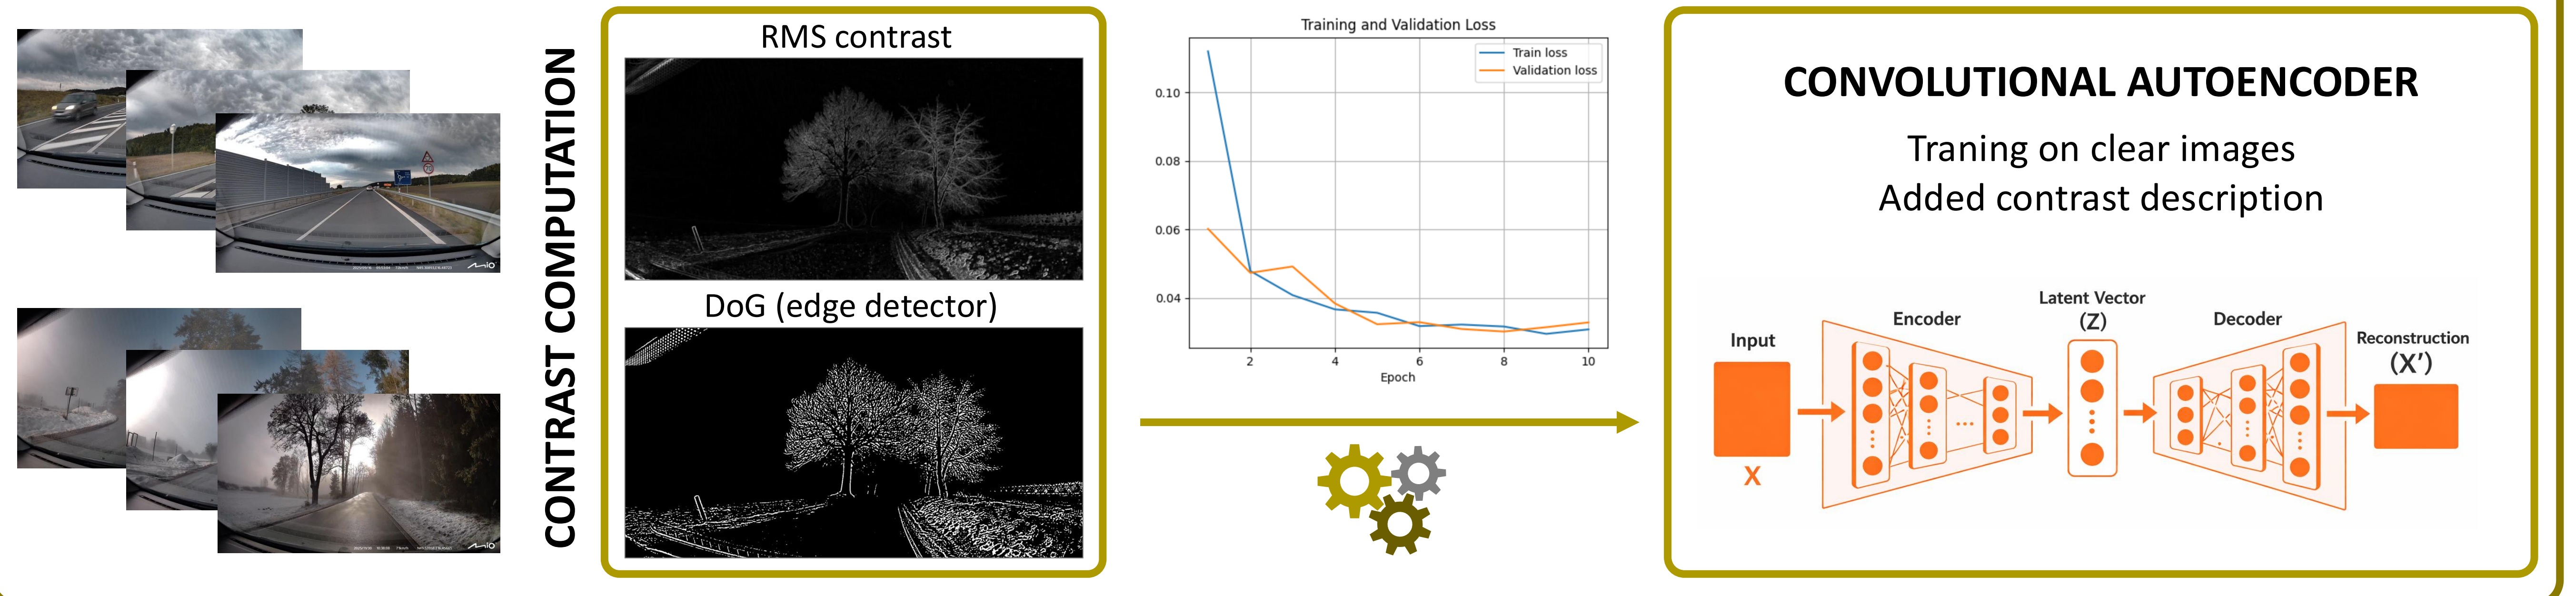 CONTRAST COMPUTATION
RMS contrast
DoG (edge detector)
Training and Validation Loss
Train loss
Validation loss
0.10
0.08
0.06
0.04
2 4 6 8 10
Epoch
CONVOLUTIONAL AUTOENCODER
Traning on clear images
Added contrast description
Input
X
Encoder
Latent Vector
(Z)
Decoder
Reconstruction
(X’)
Mio
Mio